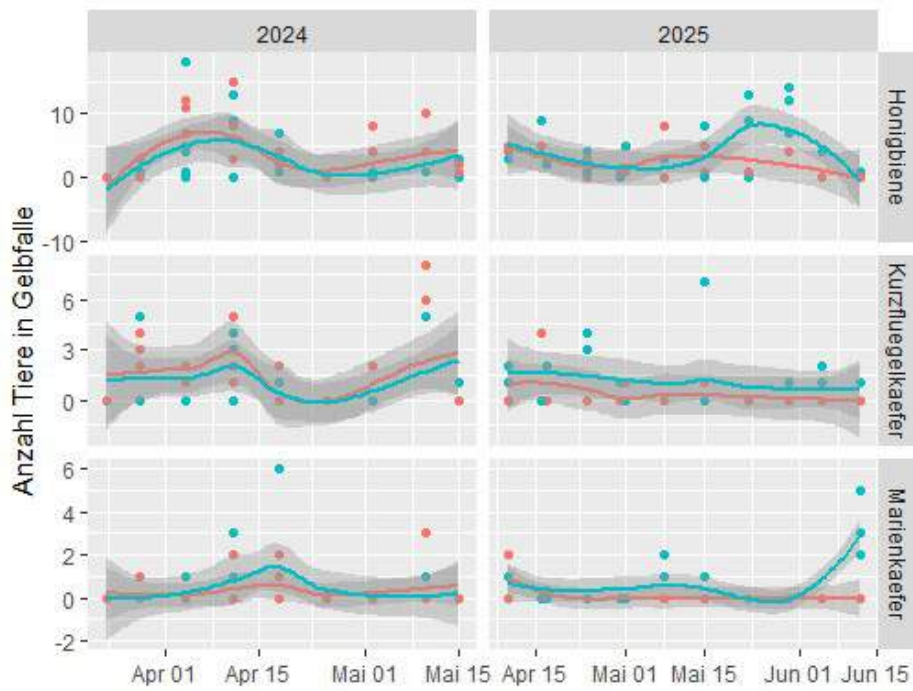 2024
2025
Anzahl Tiere in Gelbfalle
10
0
-10
Honigbiene
6
3
0
Kurzfluegelkaefer
6
4
2
0
-2
Marienkaefer
Apr 01
Apr 15
Mai 01
Mai 15
Apr 15
Mai 01
Mai 15
Jun 01
Jun 15